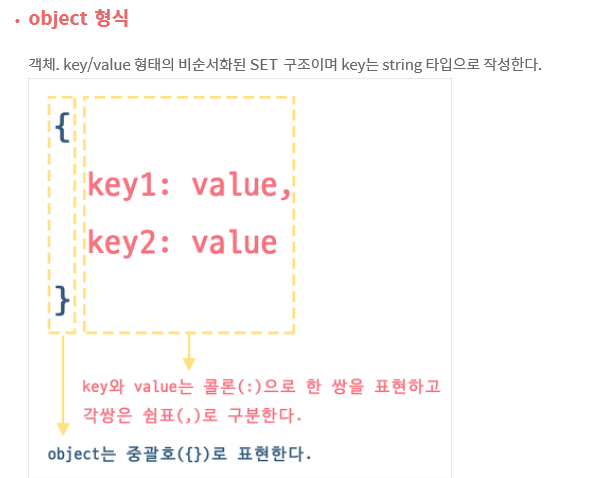 • object 형식
객체. key/value 형태의 비순서화된 SET 구조이며 key는 string 타입으로 작성한다.
{
key1: value,
key2: value
}
key와 value는 콜론(:)으로 한 쌍을 표현하고
각쌍은 쉼표(,)로 구분한다.
object는 중괄호({})로 표현한다.